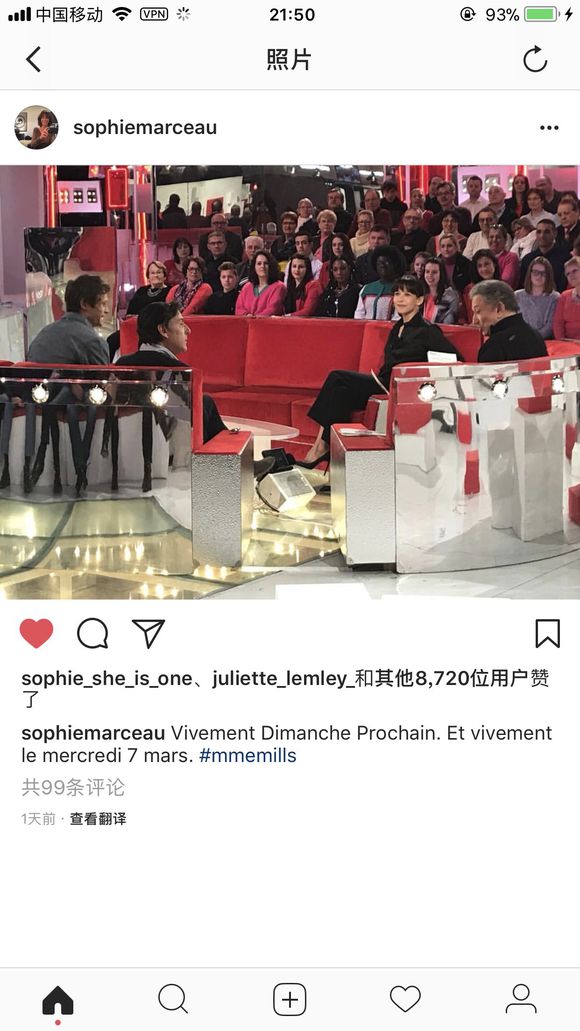 中国移动 VPN 21:50 93%
照片
sophiemarceau
sophie_she_is_one、juliette_lemley_和其他8,720位用户赞
了
sophiemarceau Vivement Dimanche Prochain. Et vivement
le mercredi 7 mars. #mmemills
共99条评论
1天前 · 查看翻译